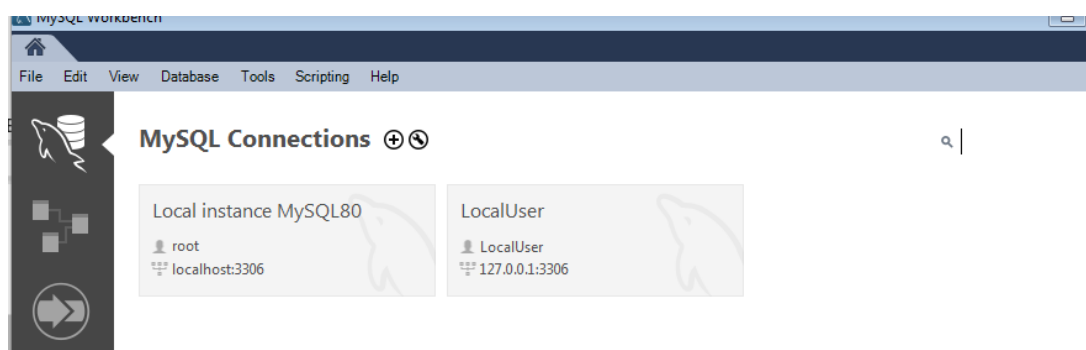 MySQL Workbench
File Edit View Database Tools Scripting Help
MySQL Connections
Local instance MySQL80
root
localhost:3306
LocalUser
LocalUser
127.0.0.1:3306